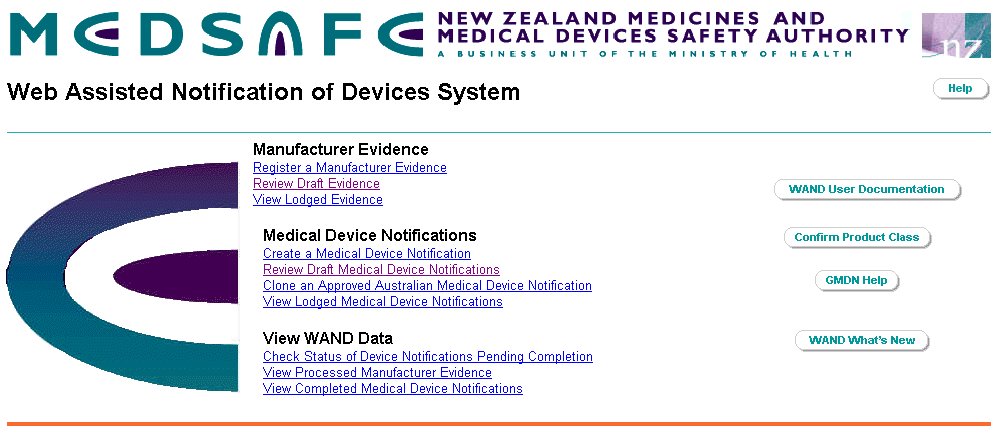 MEDSAFE
NEW ZEALAND MEDICINES AND
MEDICAL DEVICES SAFETY AUTHORITY
A BUSINESS UNIT OF THE MINISTRY OF HEALTH
nz
Web Assisted Notification of Devices System
Help
Manufacturer Evidence
Register a Manufacturer Evidence
Review Draft Evidence
View Lodged Evidence
WAND User Documentation
Medical Device Notifications
Confirm Product Class
Create a Medical Device Notification
Review Draft Medical Device Notifications
GMDN Help
Clone an Approved Australian Medical Device Notification
View Lodged Medical Device Notifications
View WAND Data
WAND What's New
Check Status of Device Notifications Pending Completion
View Processed Manufacturer Evidence
View Completed Medical Device Notifications